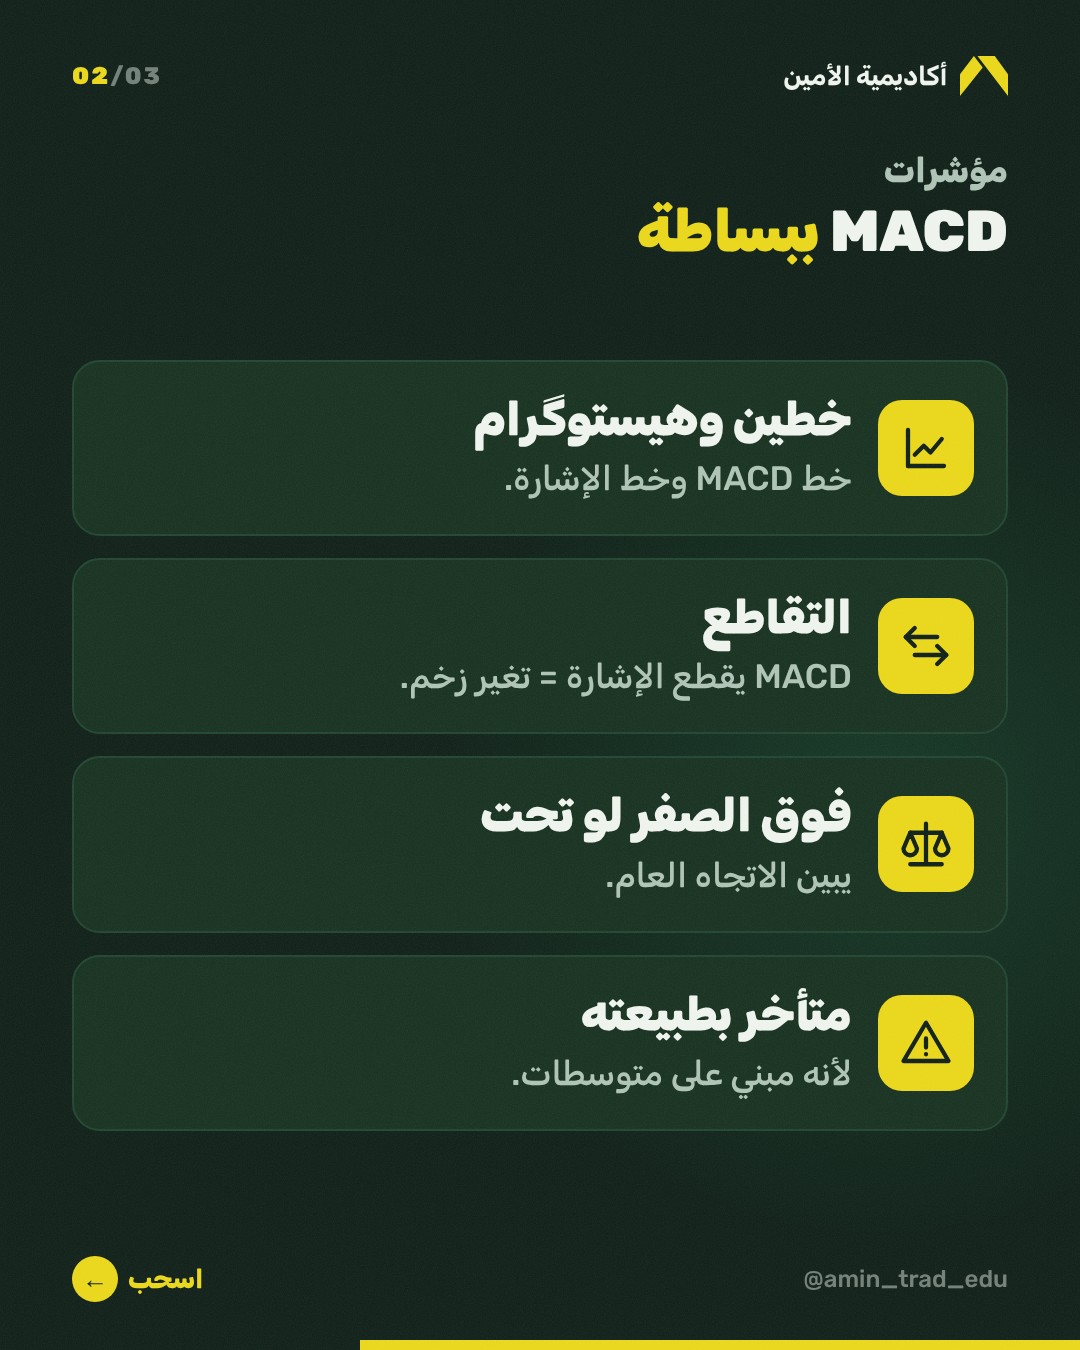 أكاديمية الأمين
02/03
مؤشرات
MACD ببساطة
خطين وهيستوگرام
خط MACD وخط الإشارة.
التقاطع
MACD يقطع الإشارة = تغير زخم.
فوق الصفر لو تحت
يبين الاتجاه العام.
متأخر بطبيعته
لأنه مبني على متوسطات.
@amin_trad_edu
اسحب ←